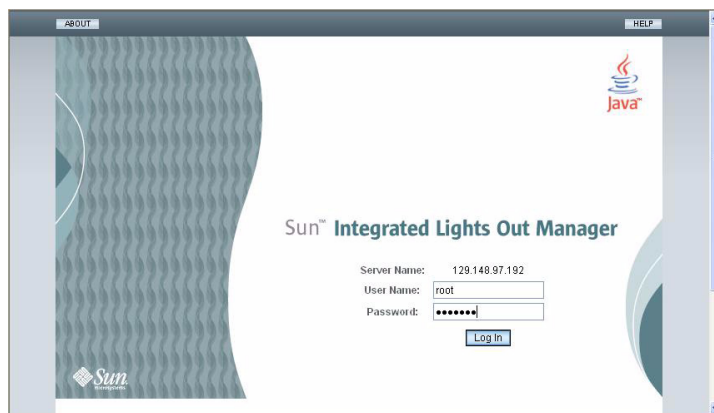 ABOUT
HELP
Java™
Sun™ Integrated Lights Out Manager
Server Name: 129.148.97.192
User Name: root
Password: •••••••
Log In
Sun